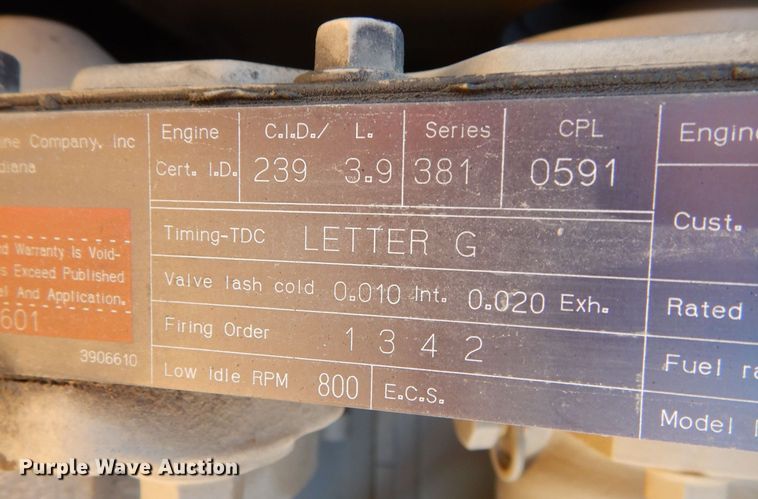 ine Company, Inc
diana
nd Warranty Is Void-
s Exceed Published
el And Application.
601
3906610
Engine
Cert. I.D.
C.I.D./ L.
239 3.9
Series
381
CPL
0591
Timing-TDC LETTER G
Valve lash cold 0.010 Int. 0.020 Exh.
Firing Order 1 3 4 2
Low Idle RPM 800 E.C.S.
Engine
Cust.
Rated
Fuel ra
Model
Purple Wave Auction